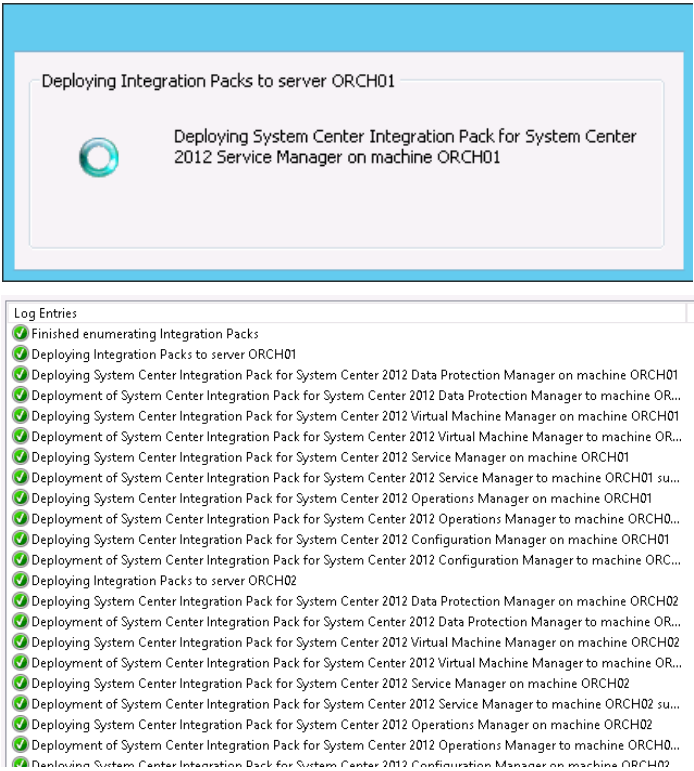 Deploying Integration Packs to server ORCH01
Deploying System Center Integration Pack for System Center
2012 Service Manager on machine ORCH01
Log Entries
Finished enumerating Integration Packs
Deploying Integration Packs to server ORCH01
Deploying System Center Integration Pack for System Center 2012 Data Protection Manager on machine ORCH01
Deployment of System Center Integration Pack for System Center 2012 Data Protection Manager to machine OR...
Deploying System Center Integration Pack for System Center 2012 Virtual Machine Manager on machine ORCH01
Deployment of System Center Integration Pack for System Center 2012 Virtual Machine Manager to machine OR...
Deploying System Center Integration Pack for System Center 2012 Service Manager on machine ORCH01
Deployment of System Center Integration Pack for System Center 2012 Service Manager to machine ORCH01 su...
Deploying System Center Integration Pack for System Center 2012 Operations Manager on machine ORCH01
Deployment of System Center Integration Pack for System Center 2012 Operations Manager to machine ORCH0...
Deploying System Center Integration Pack for System Center 2012 Configuration Manager on machine ORCH01
Deployment of System Center Integration Pack for System Center 2012 Configuration Manager to machine ORC...
Deploying Integration Packs to server ORCH02
Deploying System Center Integration Pack for System Center 2012 Data Protection Manager on machine ORCH02
Deployment of System Center Integration Pack for System Center 2012 Data Protection Manager to machine OR...
Deploying System Center Integration Pack for System Center 2012 Virtual Machine Manager on machine ORCH02
Deployment of System Center Integration Pack for System Center 2012 Virtual Machine Manager to machine OR...
Deploying System Center Integration Pack for System Center 2012 Service Manager on machine ORCH02
Deployment of System Center Integration Pack for System Center 2012 Service Manager to machine ORCH02 su...
Deploying System Center Integration Pack for System Center 2012 Operations Manager on machine ORCH02
Deployment of System Center Integration Pack for System Center 2012 Operations Manager to machine ORCH0...
Deploying System Center Integration Pack for System Center 2012 Configuration Manager on machine ORCH02